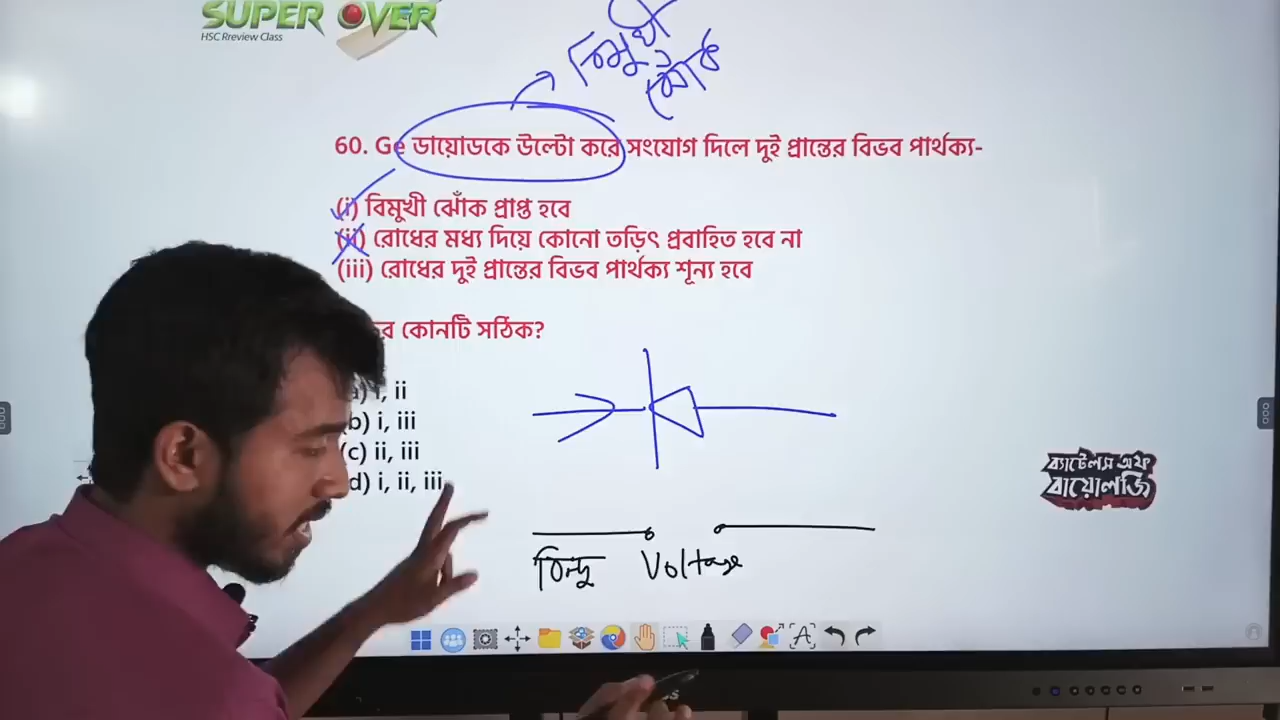 SUPER OVER
HSC Rreview Class
বিমুখী
ঝোঁক
60. Ge ডায়োডকে উল্টো করে সংযোগ দিলে দুই প্রান্তের বিভব পার্থক্য-
(i) বিমুখী ঝোঁক প্রাপ্ত হবে
(ii) রোধের মধ্য দিয়ে কোনো তড়িৎ প্রবাহিত হবে না
(iii) রোধের দুই প্রান্তের বিভব পার্থক্য শূন্য হবে
কোনটি সঠিক?
i, ii
(b) i, iii
(c) ii, iii
d) i, ii, iii
ব্যাটেলস অফ
বায়োলজি
Voltage